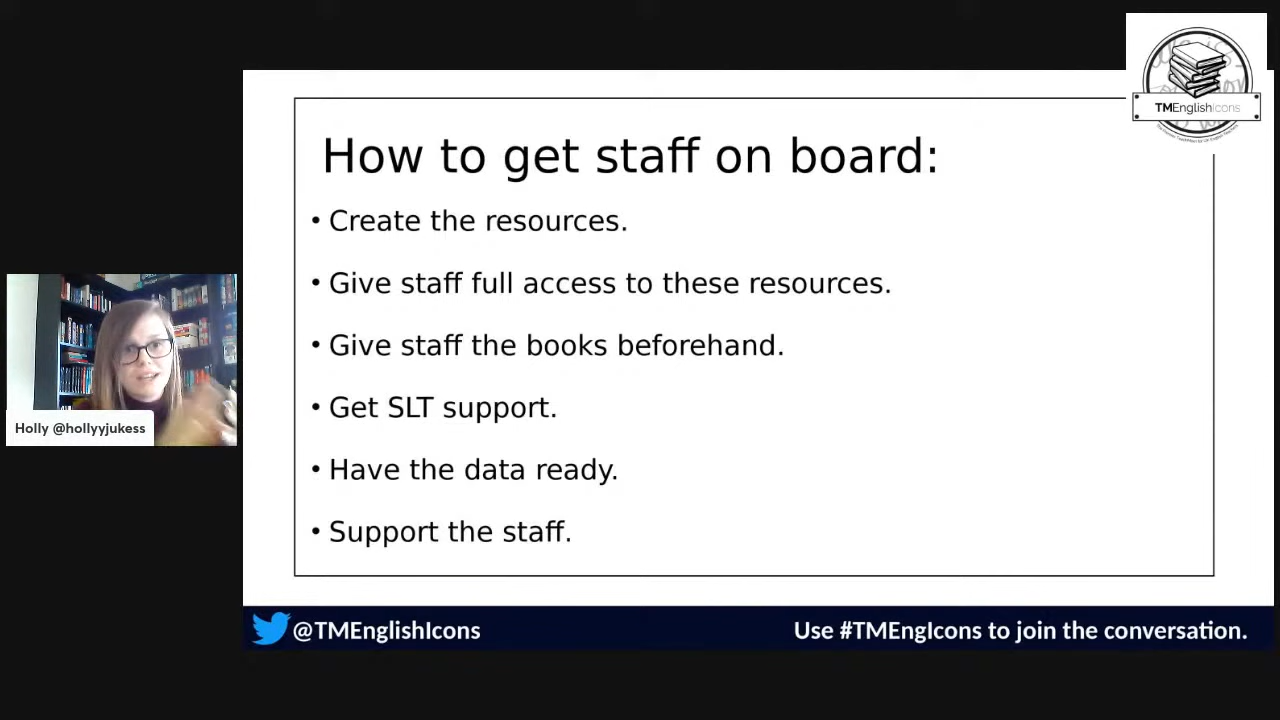 TMEnglishIcons
How to get staff on board:
• Create the resources.
• Give staff full access to these resources.
• Give staff the books beforehand.
• Get SLT support.
• Have the data ready.
• Support the staff.
Holly @hollyyjukess
@TMEnglishIcons
Use #TMEngIcons to join the conversation.